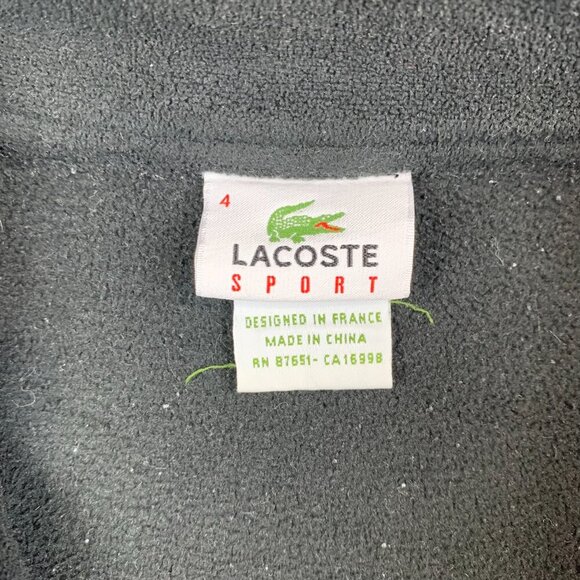 4
LACOSTE
SPORT
DESIGNED IN FRANCE
MADE IN CHINA
RN 87651- CA16998